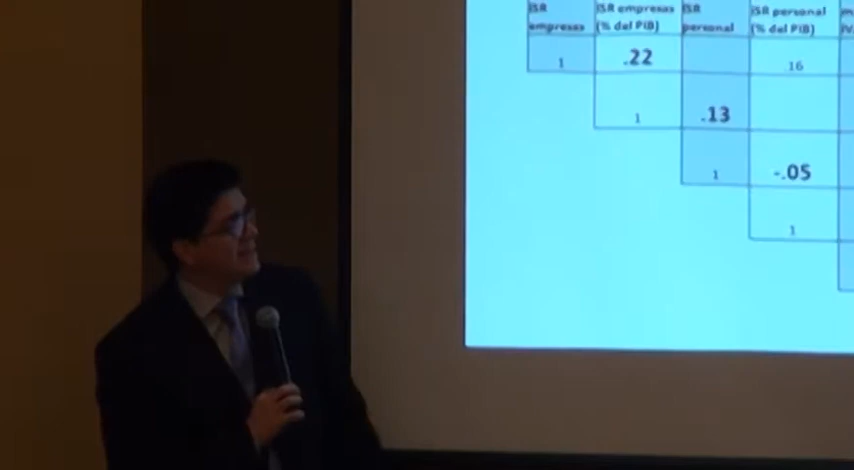 ISR ISR empresas ISR ISR personal
empresas (% del PIB) personal (% del PIB)
1 .22 16
1 .13
1 -.05
1